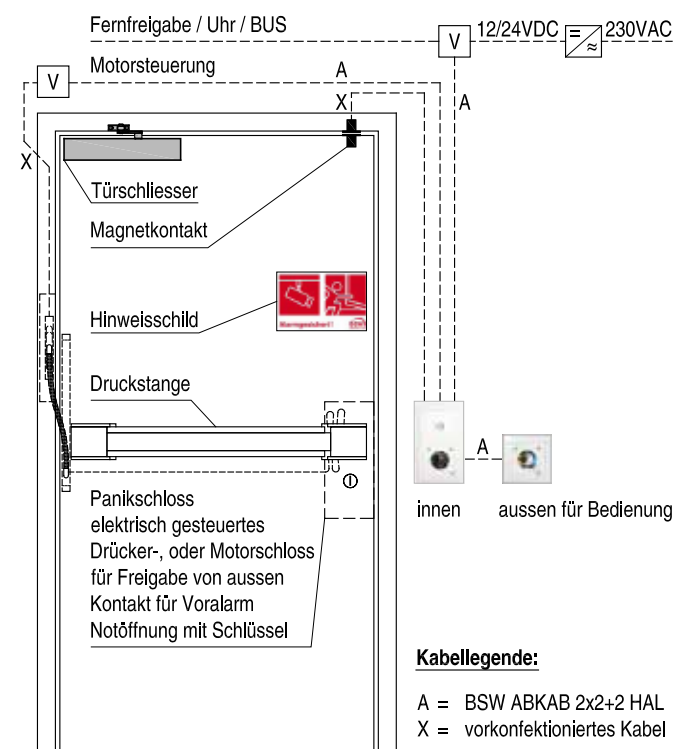 Fernfreigabe / Uhr / BUS
V
12/24VDC
230VAC
V
Motorsteuerung
A
X
A
X
Türschliesser
Magnetkontakt
Hinweisschild
Alarmgesichert!
BSW
Druckstange
A
innen
aussen für Bedienung
Panikschloss
elektrisch gesteuertes
Drücker-, oder Motorschloss
für Freigabe von aussen
Kontakt für Voralarm
Notöffnung mit Schlüssel
Kabellegende:
A = BSW ABKAB 2x2+2 HAL
X = vorkonfektioniertes Kabel